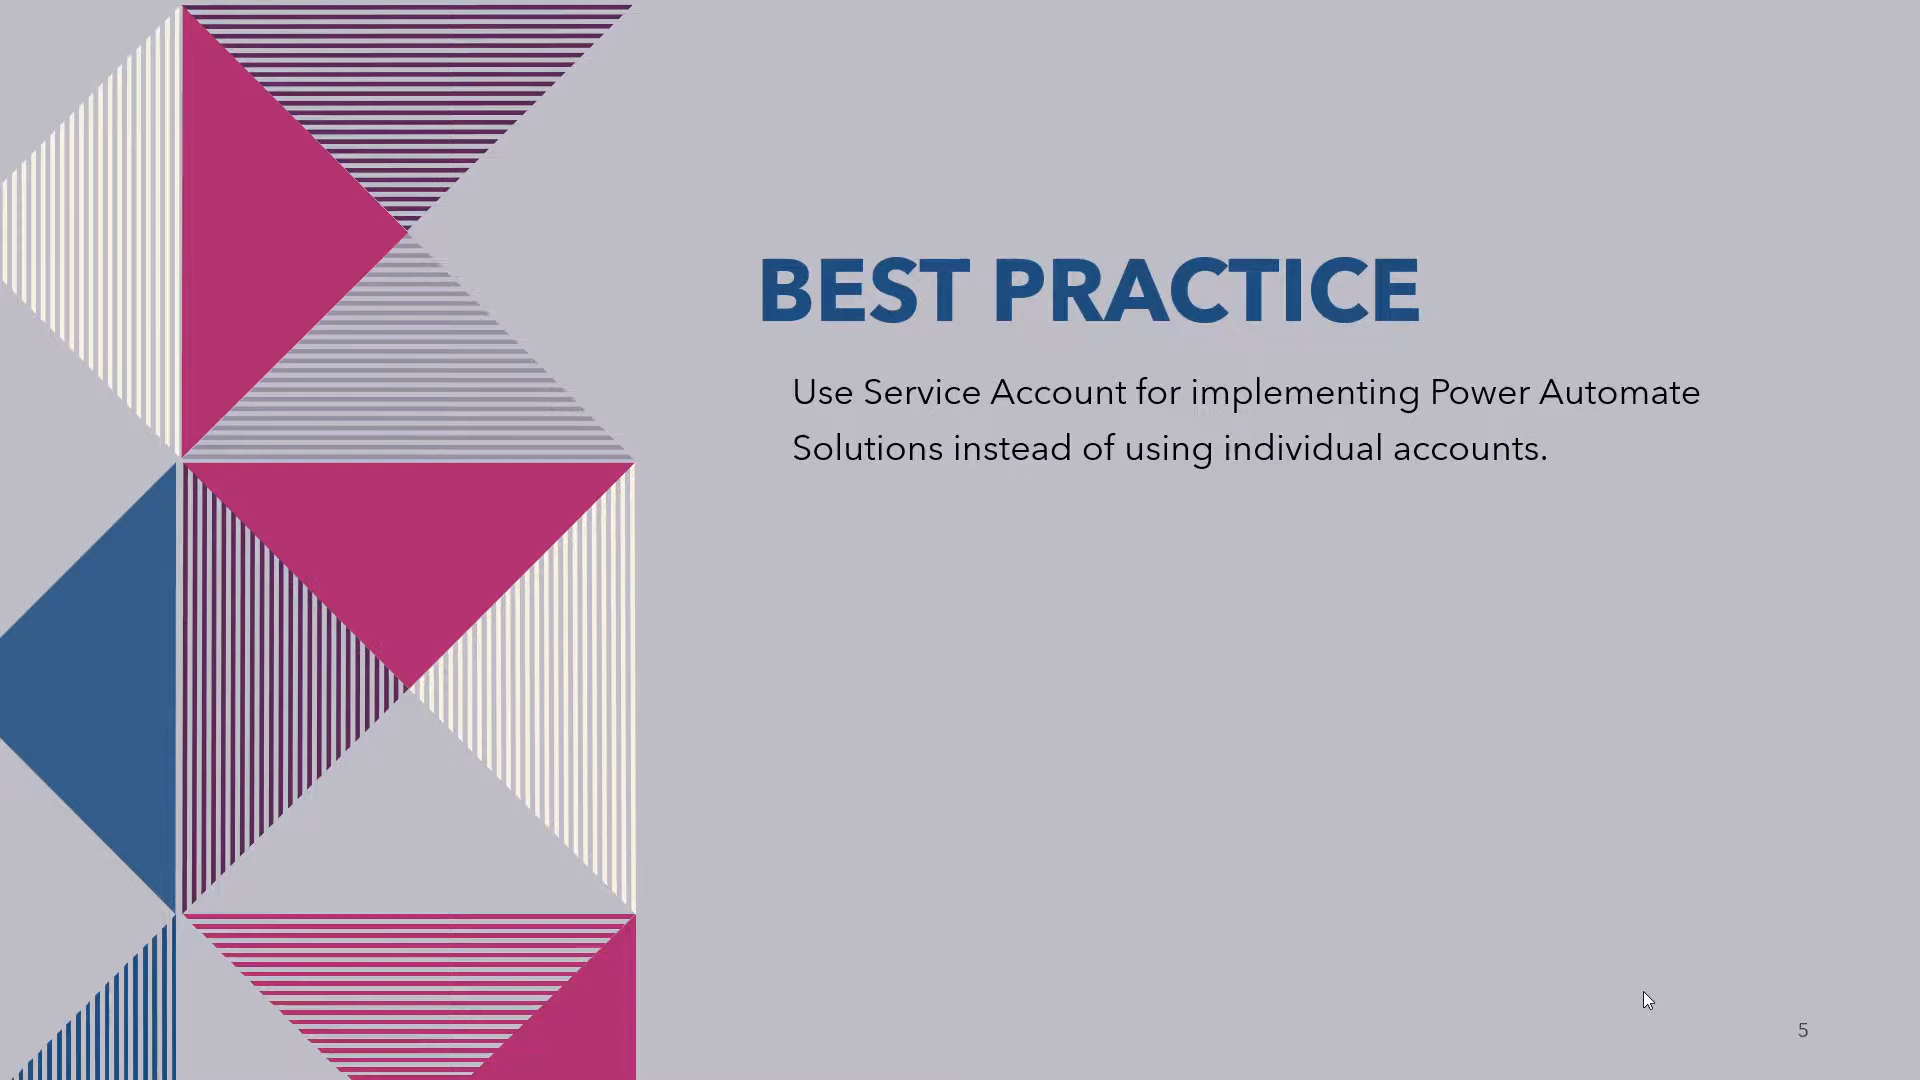 BEST PRACTICE
Use Service Account for implementing Power Automate
Solutions instead of using individual accounts.
5